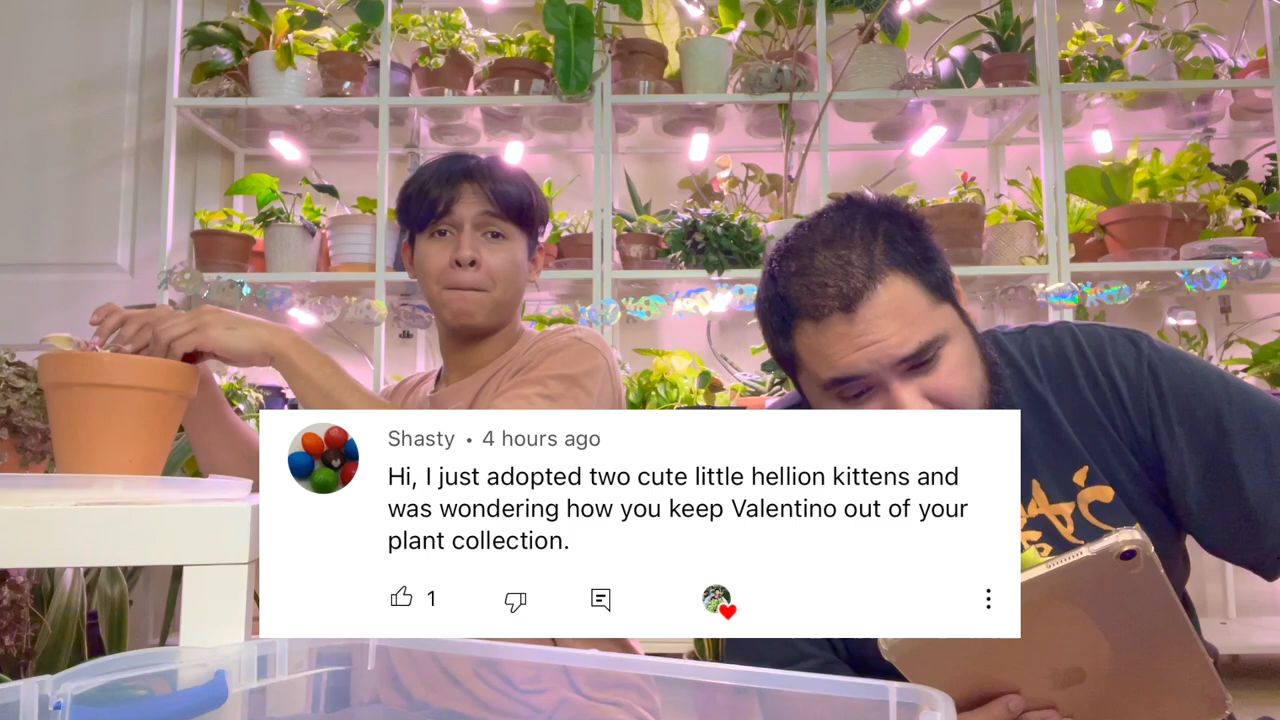 Shasty • 4 hours ago
Hi, I just adopted two cute little hellion kittens and
was wondering how you keep Valentino out of your
plant collection.
1